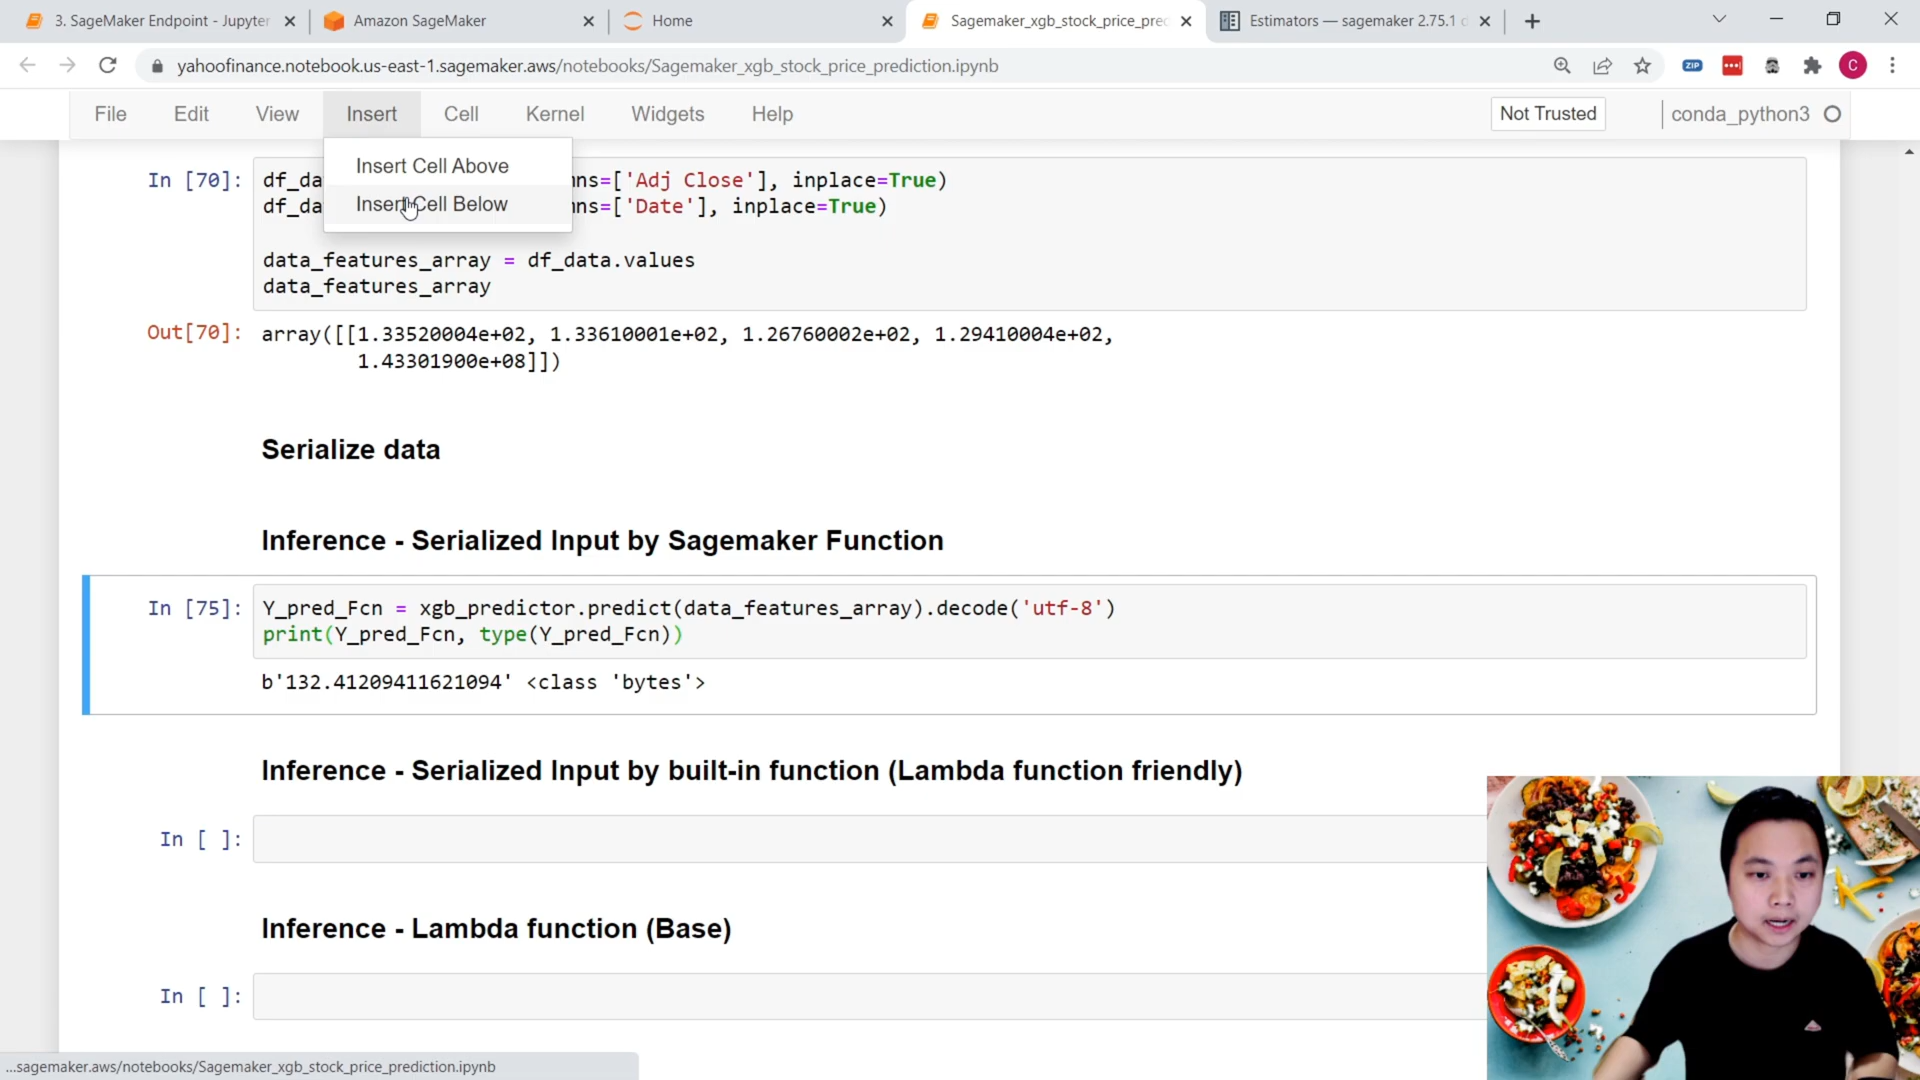 3. SageMaker Endpoint - Jupyter
Amazon SageMaker
Home
Sagemaker_xgb_stock_price_pred
Estimators — sagemaker 2.75.1 d
yahoofinance.notebook.us-east-1.sagemaker.aws/notebooks/Sagemaker_xgb_stock_price_prediction.ipynb
ZIP
C
File Edit View Insert Cell Kernel Widgets Help
Not Trusted
conda_python3
Insert Cell Above
Insert Cell Below
In [70]: df_da ns=['Adj Close'], inplace=True)
df_da ns=['Date'], inplace=True)
data_features_array = df_data.values
data_features_array
Out[70]: array([[1.33520004e+02, 1.33610001e+02, 1.26760002e+02, 1.29410004e+02,
1.43301900e+08]])
Serialize data
Inference - Serialized Input by Sagemaker Function
In [75]: Y_pred_Fcn = xgb_predictor.predict(data_features_array).decode('utf-8')
print(Y_pred_Fcn, type(Y_pred_Fcn))
b'132.41209411621094' <class 'bytes'>
Inference - Serialized Input by built-in function (Lambda function friendly)
In [ ]:
Inference - Lambda function (Base)
In [ ]:
...sagemaker.aws/notebooks/Sagemaker_xgb_stock_price_prediction.ipynb